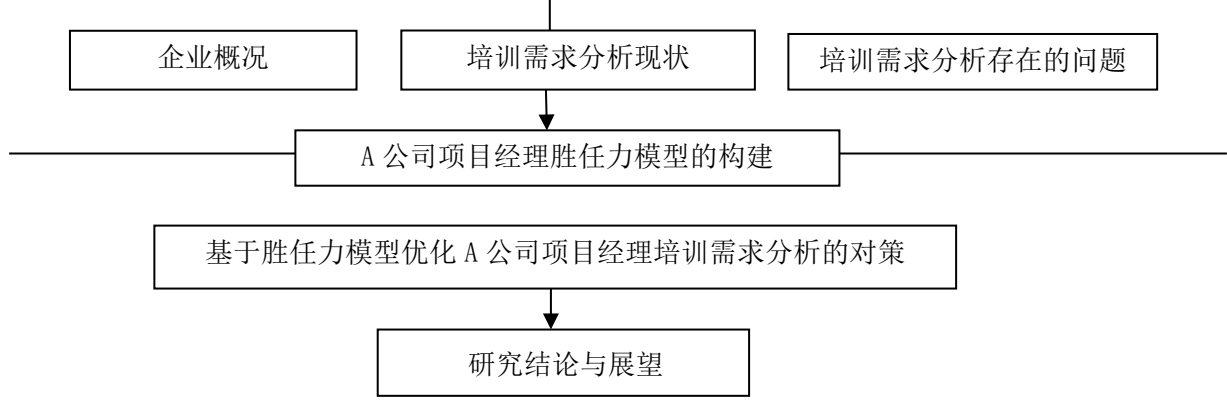 企业概况
培训需求分析现状
培训需求分析存在的问题
A 公司项目经理胜任力模型的构建
基于胜任力模型优化 A 公司项目经理培训需求分析的对策
研究结论与展望